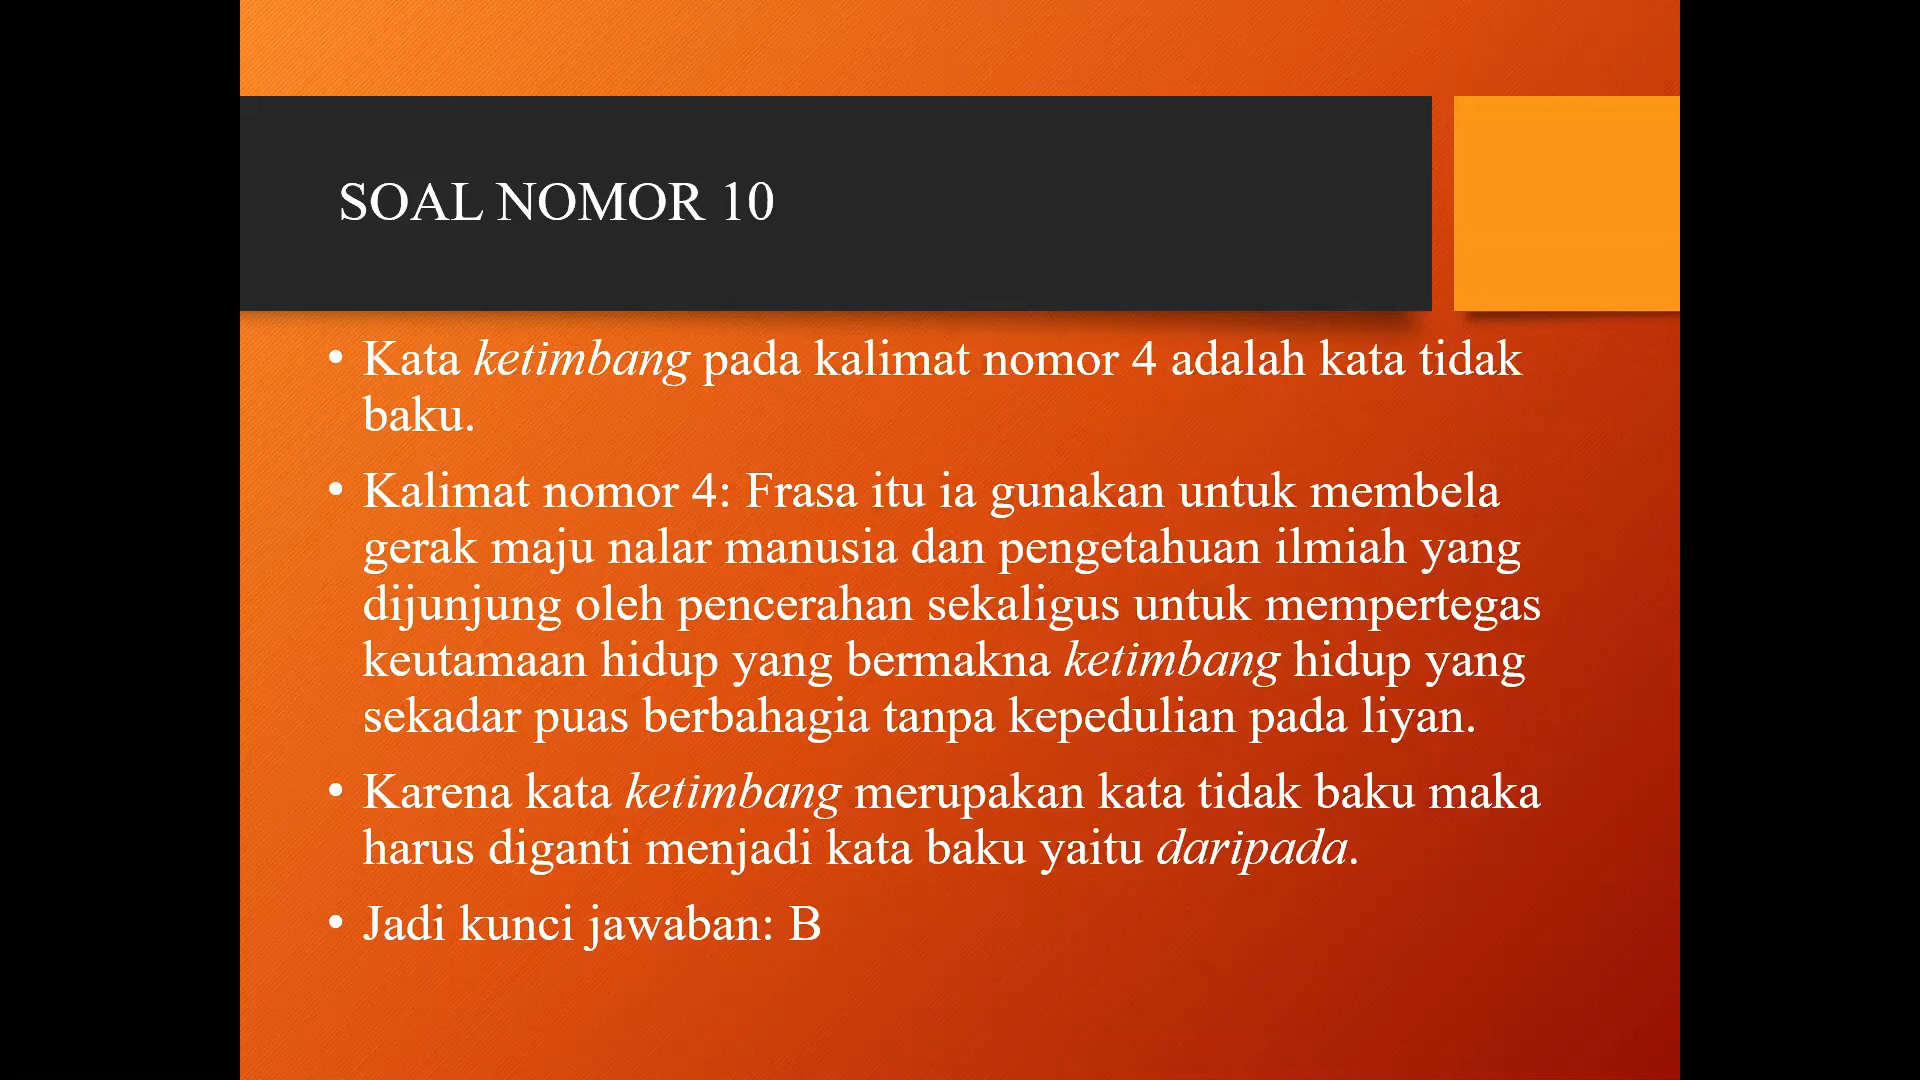 SOAL NOMOR 10
• Kata ketimbang pada kalimat nomor 4 adalah kata tidak
baku.
• Kalimat nomor 4: Frasa itu ia gunakan untuk membela
gerak maju nalar manusia dan pengetahuan ilmiah yang
dijunjung oleh pencerahan sekaligus untuk mempertegas
keutamaan hidup yang bermakna ketimbang hidup yang
sekadar puas berbahagia tanpa kepedulian pada liyan.
• Karena kata ketimbang merupakan kata tidak baku maka
harus diganti menjadi kata baku yaitu daripada.
• Jadi kunci jawaban: B